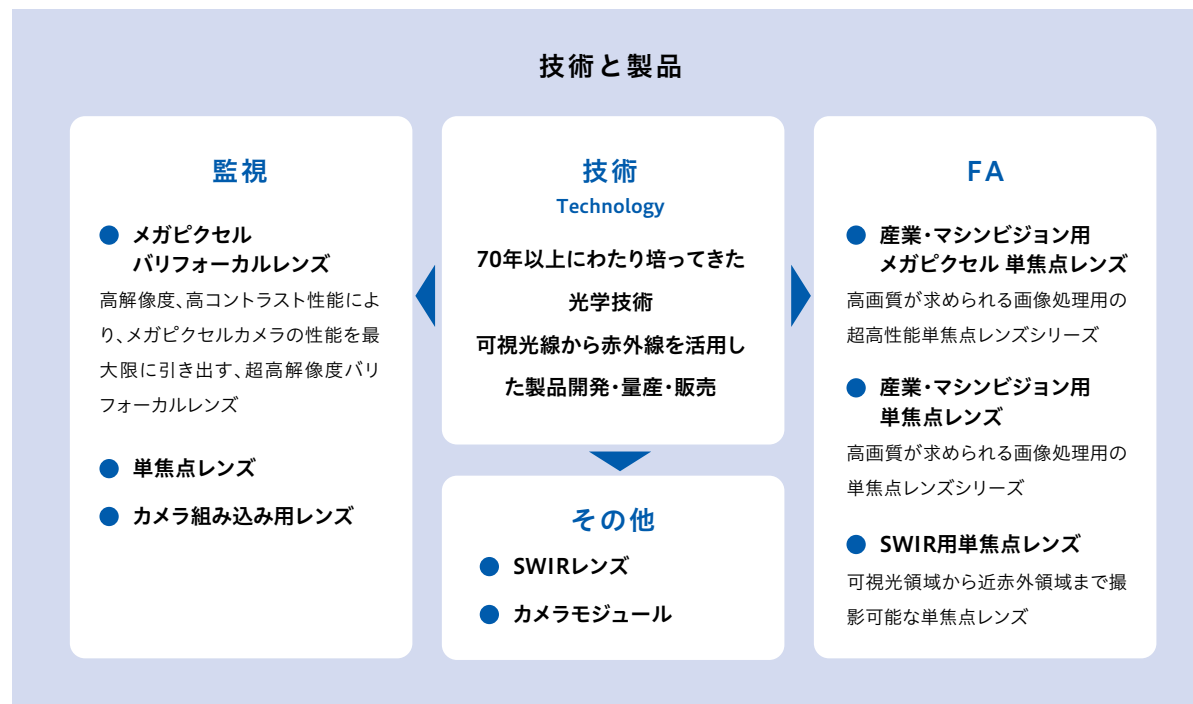 技術と製品
監視
● メガピクセル
バリフォーカルレンズ
高解像度、高コントラスト性能によ
り、メガピクセルカメラの性能を最
大限に引き出す、超高解像度バリ
フォーカルレンズ
● 単焦点レンズ
● カメラ組み込み用レンズ
技術
Technology
70年以上にわたり培ってきた
光学技術
可視光線から赤外線を活用し
た製品開発・量産・販売
その他
● SWIRレンズ
● カメラモジュール
FA
● 産業・マシンビジョン用
メガピクセル 単焦点レンズ
高画質が求められる画像処理用の
超高性能単焦点レンズシリーズ
● 産業・マシンビジョン用
単焦点レンズ
高画質が求められる画像処理用の
単焦点レンズシリーズ
● SWIR用単焦点レンズ
可視光領域から近赤外領域まで撮
影可能な単焦点レンズ